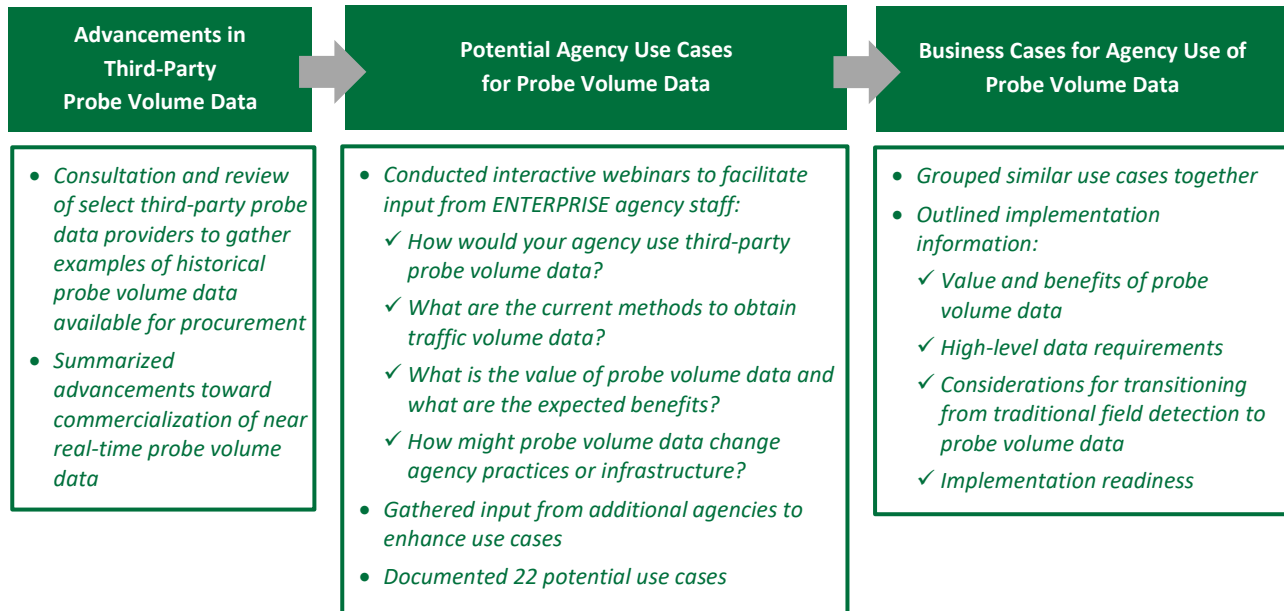 Advancements in
Third-Party
Probe Volume Data
Potential Agency Use Cases
for Probe Volume Data
Business Cases for Agency Use of
Probe Volume Data
• Consultation and review
of select third-party probe
data providers to gather
examples of historical
probe volume data
available for procurement
• Summarized
advancements toward
commercialization of near
real-time probe volume
data
• Conducted interactive webinars to facilitate
input from ENTERPRISE agency staff:
✓ How would your agency use third-party
probe volume data?
✓ What are the current methods to obtain
traffic volume data?
✓ What is the value of probe volume data and
what are the expected benefits?
✓ How might probe volume data change
agency practices or infrastructure?
• Gathered input from additional agencies to
enhance use cases
• Documented 22 potential use cases
• Grouped similar use cases together
• Outlined implementation
information:
✓ Value and benefits of probe
volume data
✓ High-level data requirements
✓ Considerations for transitioning
from traditional field detection to
probe volume data
✓ Implementation readiness